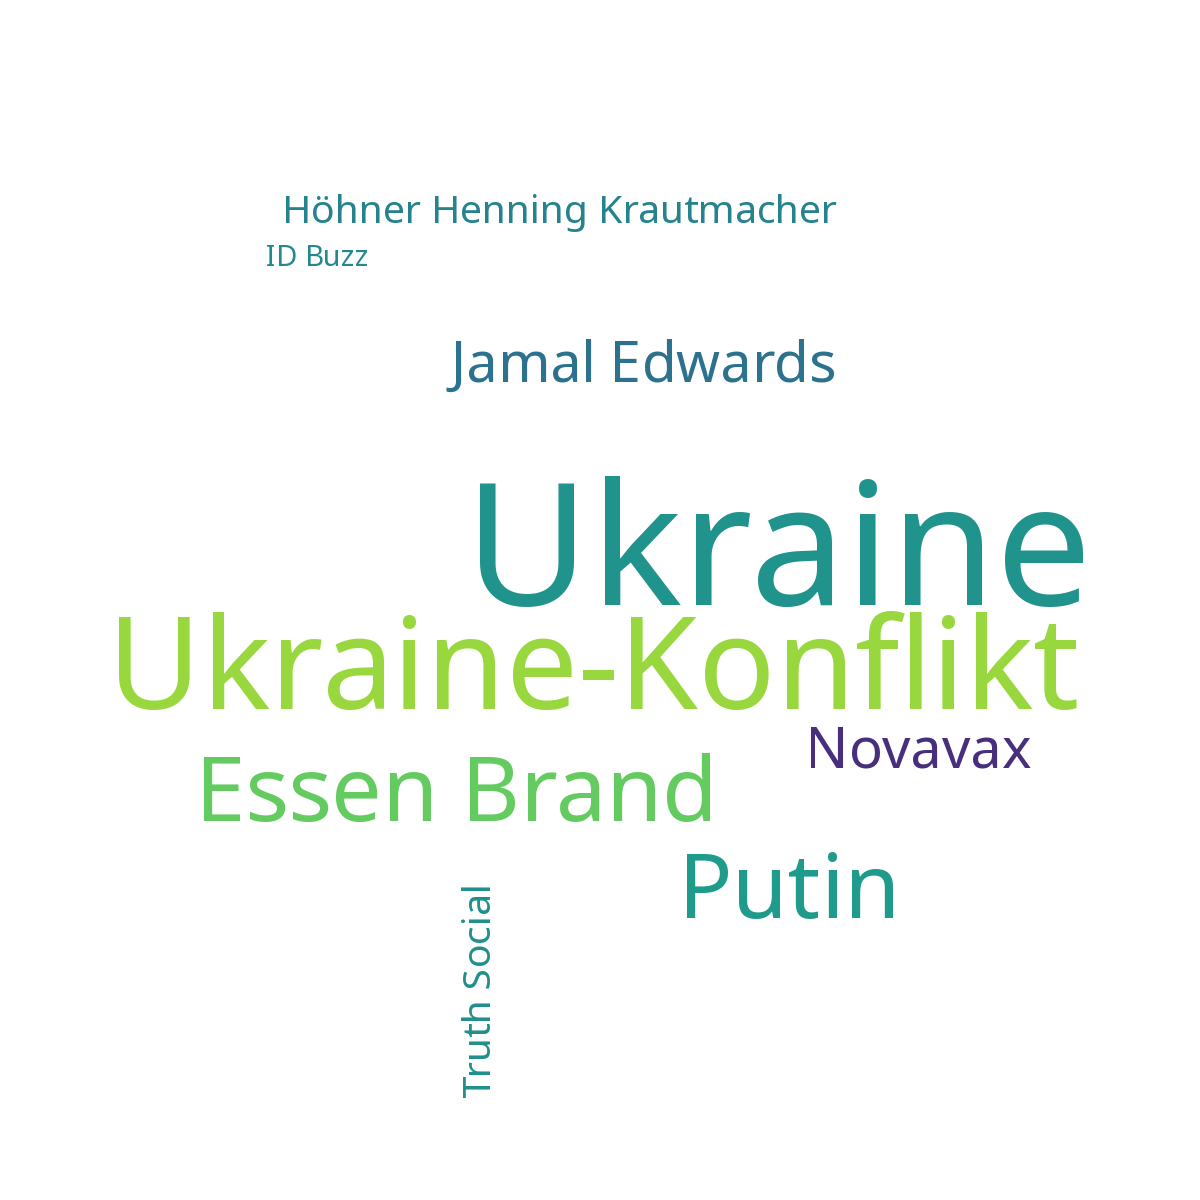 Höhner Henning Krautmacher
ID Buzz
Jamal Edwards
Ukraine
Ukraine-Konflikt
Novavax
Essen Brand
Putin
Truth Social